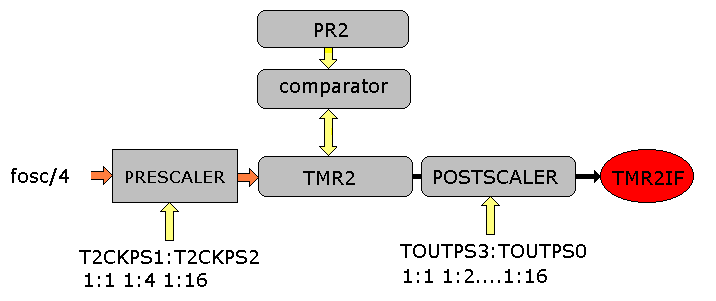 PR2
comparator
fosc/4
PRESCALER
TMR2
POSTSCALER
TMR2IF
T2CKPS1:T2CKPS2
1:1 1:4 1:16
TOUTPS3:TOUTPS0
1:1 1:2....1:16